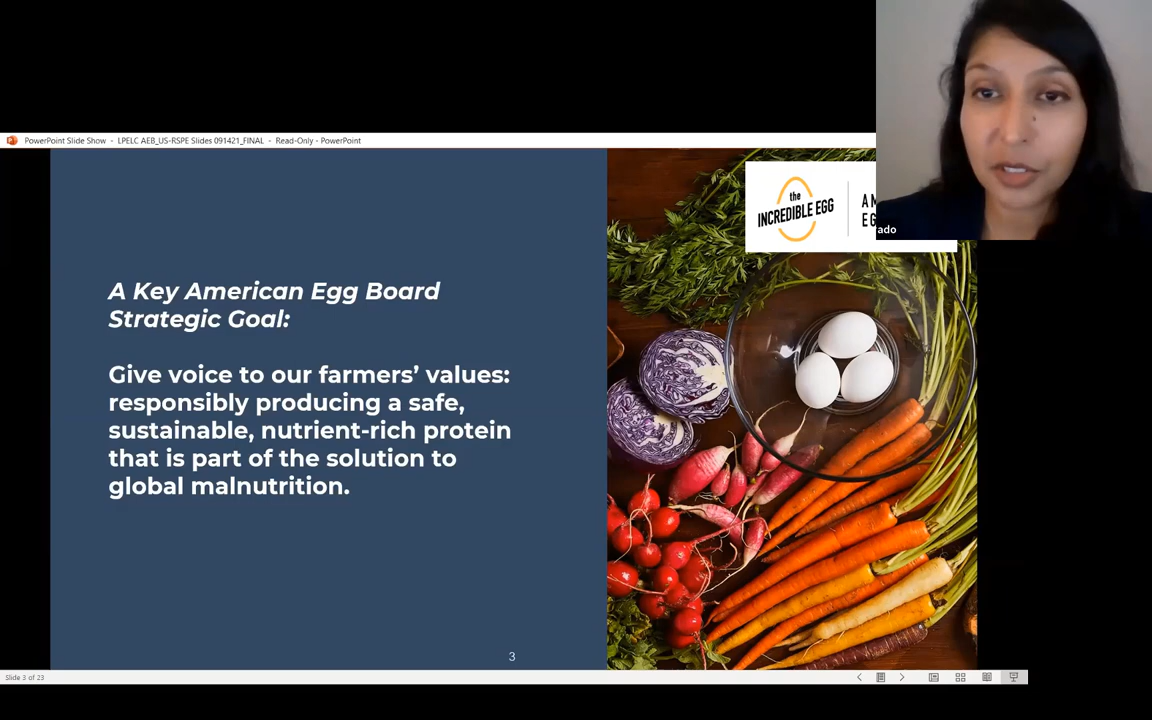 PowerPoint Slide Show - LPELC AEB_US-RSPE Slides 091421_FINAL - Read-Only - PowerPoint
the
INCREDIBLE EGG
AM
EG
ado
A Key American Egg Board
Strategic Goal:
Give voice to our farmers’ values:
responsibly producing a safe,
sustainable, nutrient-rich protein
that is part of the solution to
global malnutrition.
3
Slide 3 of 23